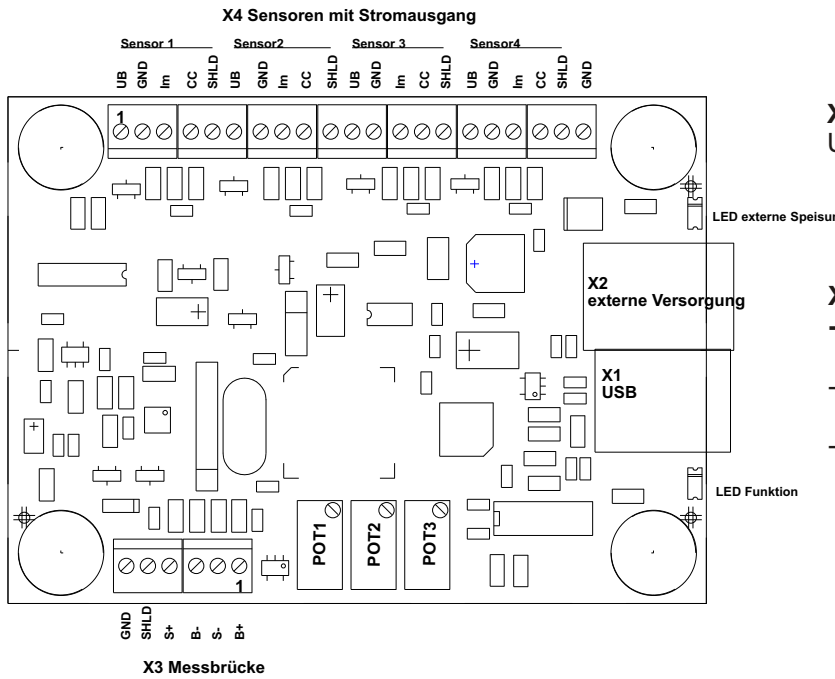 X4 Sensoren mit Stromausgang
Sensor 1 Sensor2 Sensor 3 Sensor4
UB GND Im CC SHLD UB GND Im CC SHLD UB GND Im CC SHLD UB GND Im CC SHLD GND
1
LED externe Speisun
X2
externe Versorgung
X1
USB
LED Funktion
POT1 POT2 POT3
1
GND SHLD S+ B- S- B+
X3 Messbrücke